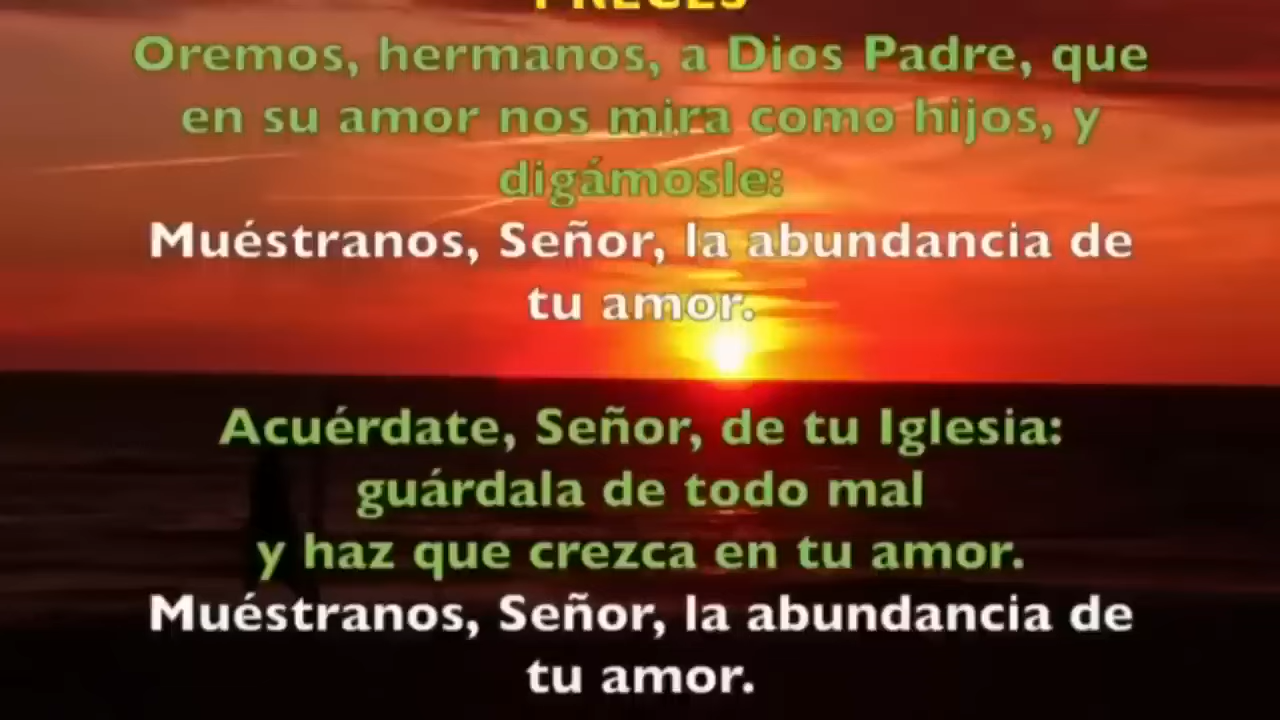 PRECES
Oremos, hermanos, a Dios Padre, que
en su amor nos mira como hijos, y
digámosle:
Muéstranos, Señor, la abundancia de
tu amor.
Acuérdate, Señor, de tu Iglesia:
guárdala de todo mal
y haz que crezca en tu amor.
Muéstranos, Señor, la abundancia de
tu amor.